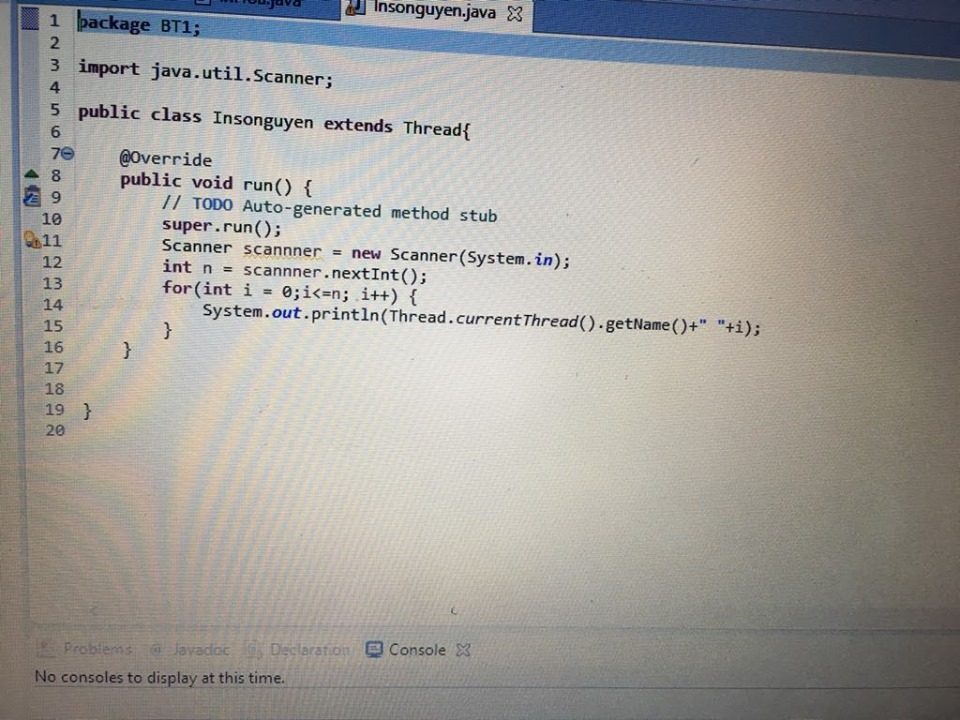 Insonguyen.java
1 package BT1;
2
3 import java.util.Scanner;
4
5 public class Insonguyen extends Thread{
6
7 @Override
8 public void run() {
9 // TODO Auto-generated method stub
10 super.run();
11 Scanner scannner = new Scanner(System.in);
12 int n = scannner.nextInt();
13 for(int i = 0;i<=n; i++) {
14 System.out.println(Thread.currentThread().getName()+" "+i);
15 }
16 }
17
18
19 }
20
Problems @ Javadoc Declaration Console
No consoles to display at this time.